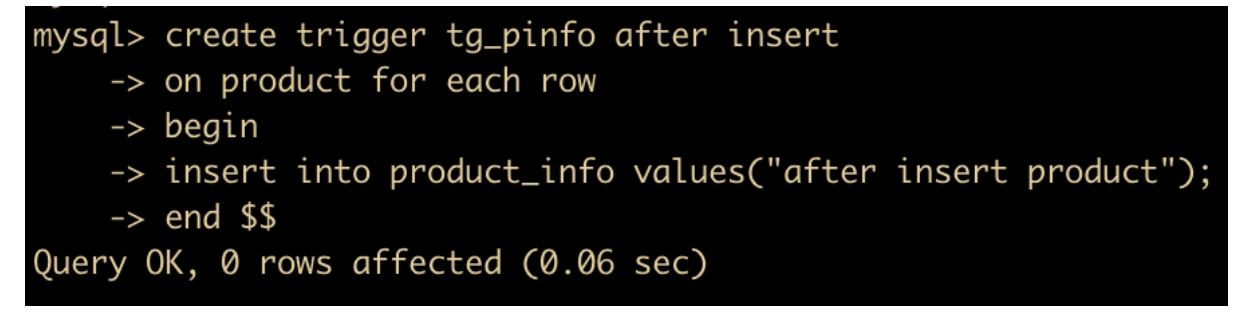 mysql> create trigger tg_pinfo after insert
-> on product for each row
-> begin
-> insert into product_info values("after insert product");
-> end $$
Query OK, 0 rows affected (0.06 sec)